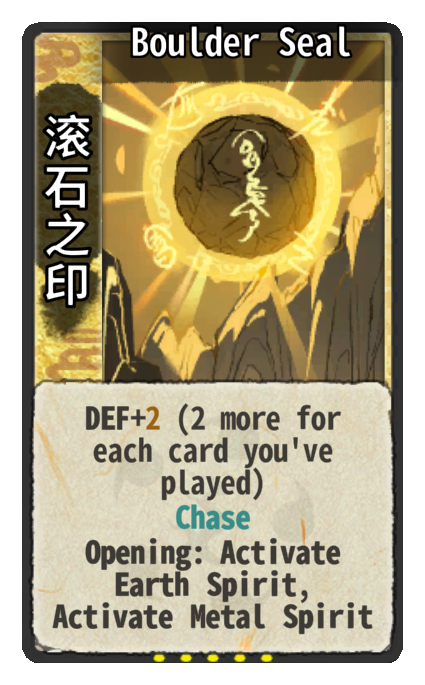 Boulder Seal
滚石之印
DEF+2 (2 more for
each card you've
played)
Chase
Opening: Activate
Earth Spirit,
Activate Metal Spirit